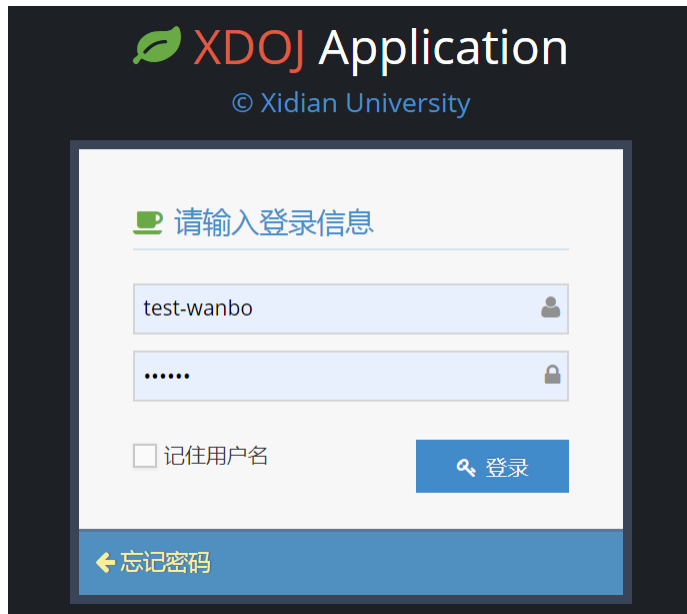 XDOJ Application
© Xidian University
请输入登录信息
test-wanbo
••••••
记住用户名
登录
忘记密码